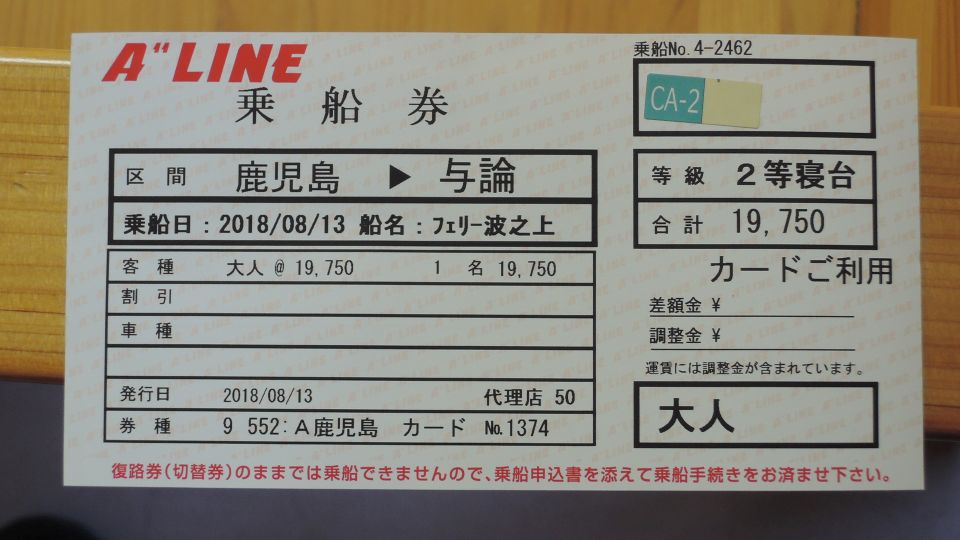 A"LINE
乗船券
乗船No.4-2462
CA-2
区間 鹿児島 ▶ 与論
乗船日:2018/08/13 船名:ﾌｪﾘｰ波之上
等級 2等寝台
合計 19,750
カードご利用
客種 大人 @ 19,750 1 名 19,750
割引
車種
発行日 2018/08/13 代理店 50
券種 9 552:A鹿児島 カード №1374
差額金 ¥
調整金 ¥
運賃には調整金が含まれています。
大人
復路券(切替券)のままでは乗船できませんので、乗船申込書を添えて乗船手続きをお済ませ下さい。